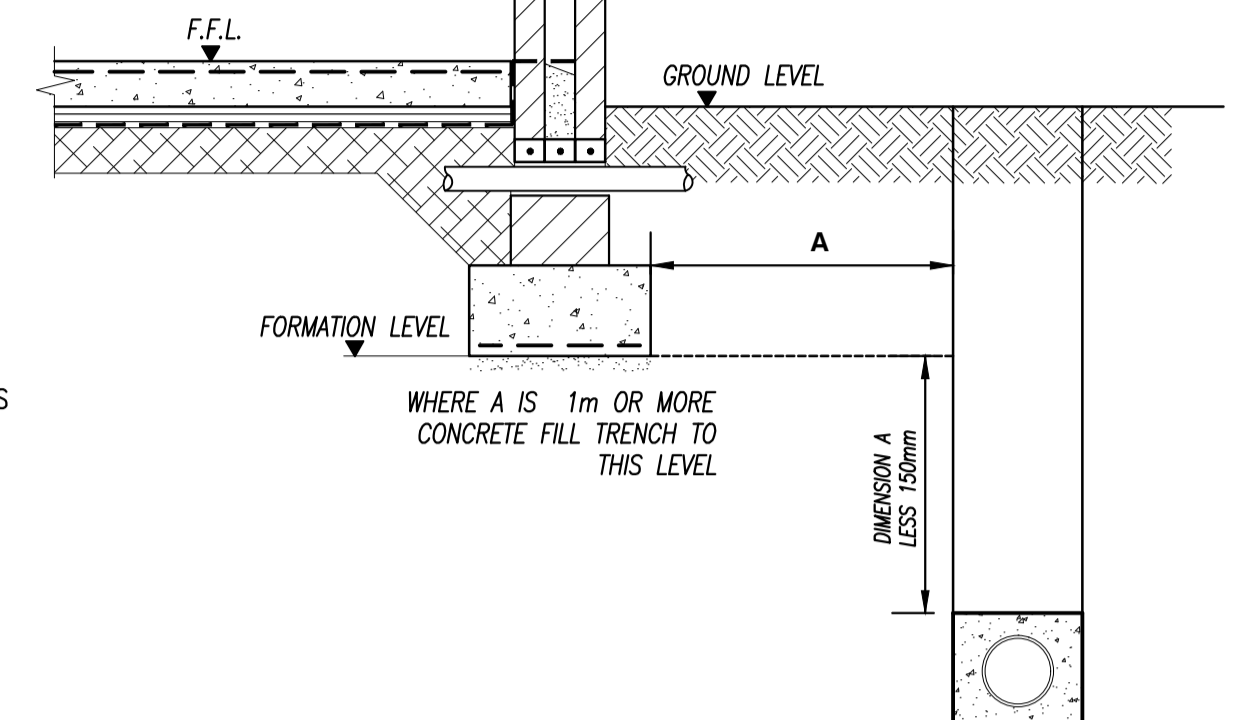 F.F.L.
GROUND LEVEL
A
FORMATION LEVEL
S
WHERE A IS 1m OR MORE
CONCRETE FILL TRENCH TO
THIS LEVEL
DIMENSION A
LESS 150mm